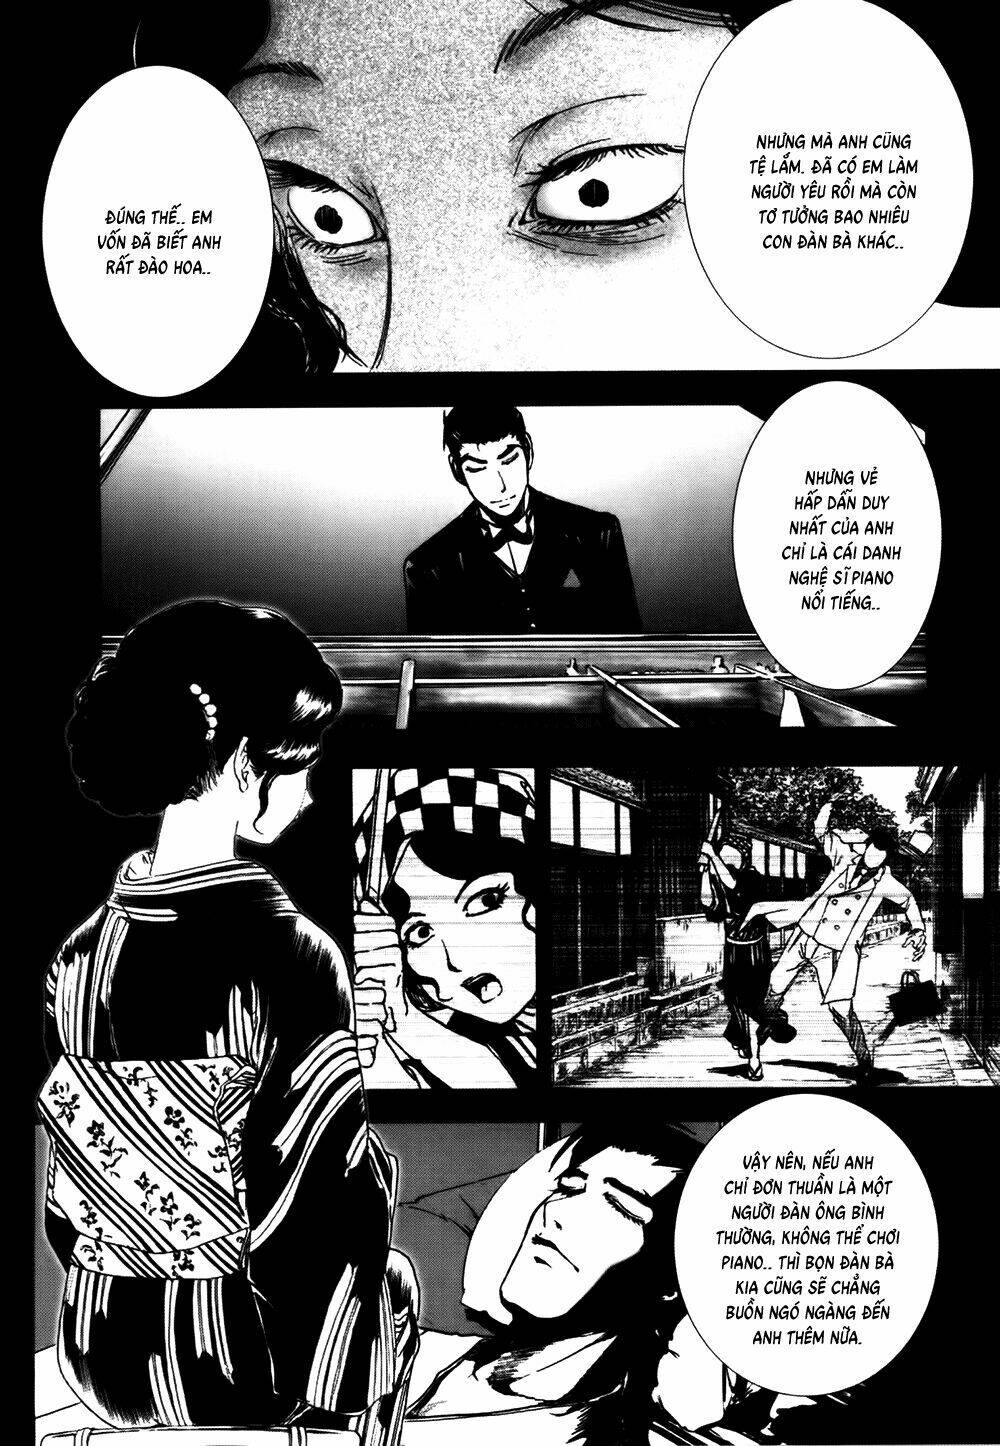 NHƯNG MÀ ANH CŨNG
TỆ LẮM. ĐÃ CÓ EM LÀM
NGƯỜI YÊU RỒI MÀ CÒN
TƠ TƯỞNG BAO NHIÊU
CON ĐÀN BÀ KHÁC..
ĐÚNG THẾ.. EM
VỐN ĐÃ BIẾT ANH
RẤT ĐÀO HOA..
NHƯNG VẺ
HẤP DẪN DUY
NHẤT CỦA ANH
CHỈ LÀ CÁI DANH
NGHỆ SĨ PIANO
NỔI TIẾNG..
VẬY NÊN, NẾU ANH
CHỈ ĐƠN THUẦN LÀ MỘT
NGƯỜI ĐÀN ÔNG BÌNH
THƯỜNG, KHÔNG THỂ CHƠI
PIANO.. THÌ BỌN ĐÀN BÀ
KIA CŨNG SẼ CHẲNG
BUỒN NGÓ NGÀNG ĐẾN
ANH THÊM NỮA.